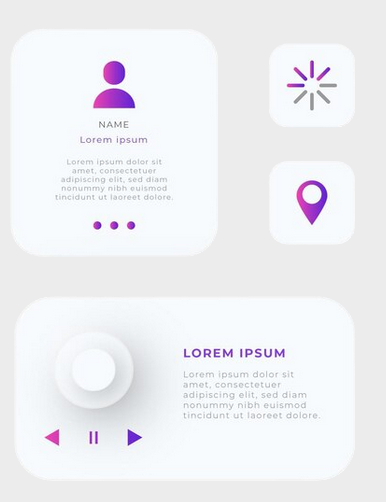 NAME
Lorem ipsum
Lorem ipsum dolor sit
amet, consectetuer
adipiscing elit, sed diam
nonummy nibh euismod
tincidunt ut laoreet dolore.
LOREM IPSUM
Lorem ipsum dolor sit
amet, consectetuer
adipiscing elit, sed diam
nonummy nibh euismod
tincidunt ut laoreet dolore.